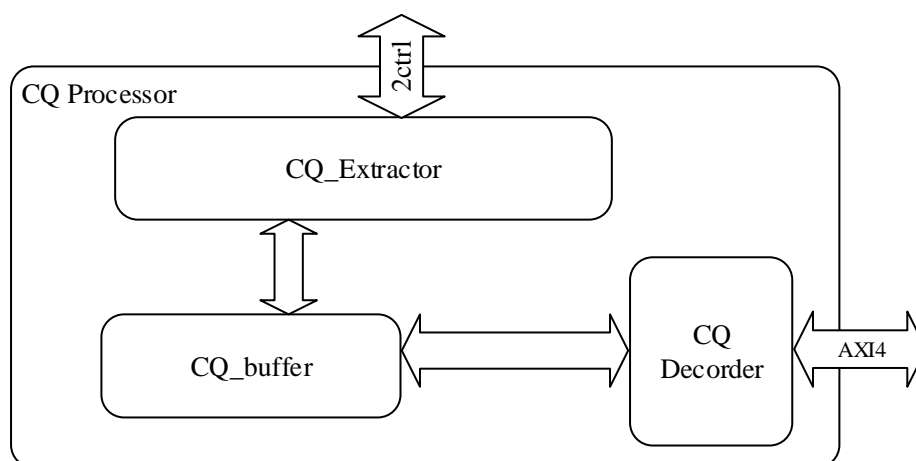 2ctrl
CQ Processor
CQ_Extractor
CQ_buffer
CQ
Decorder
AXI4